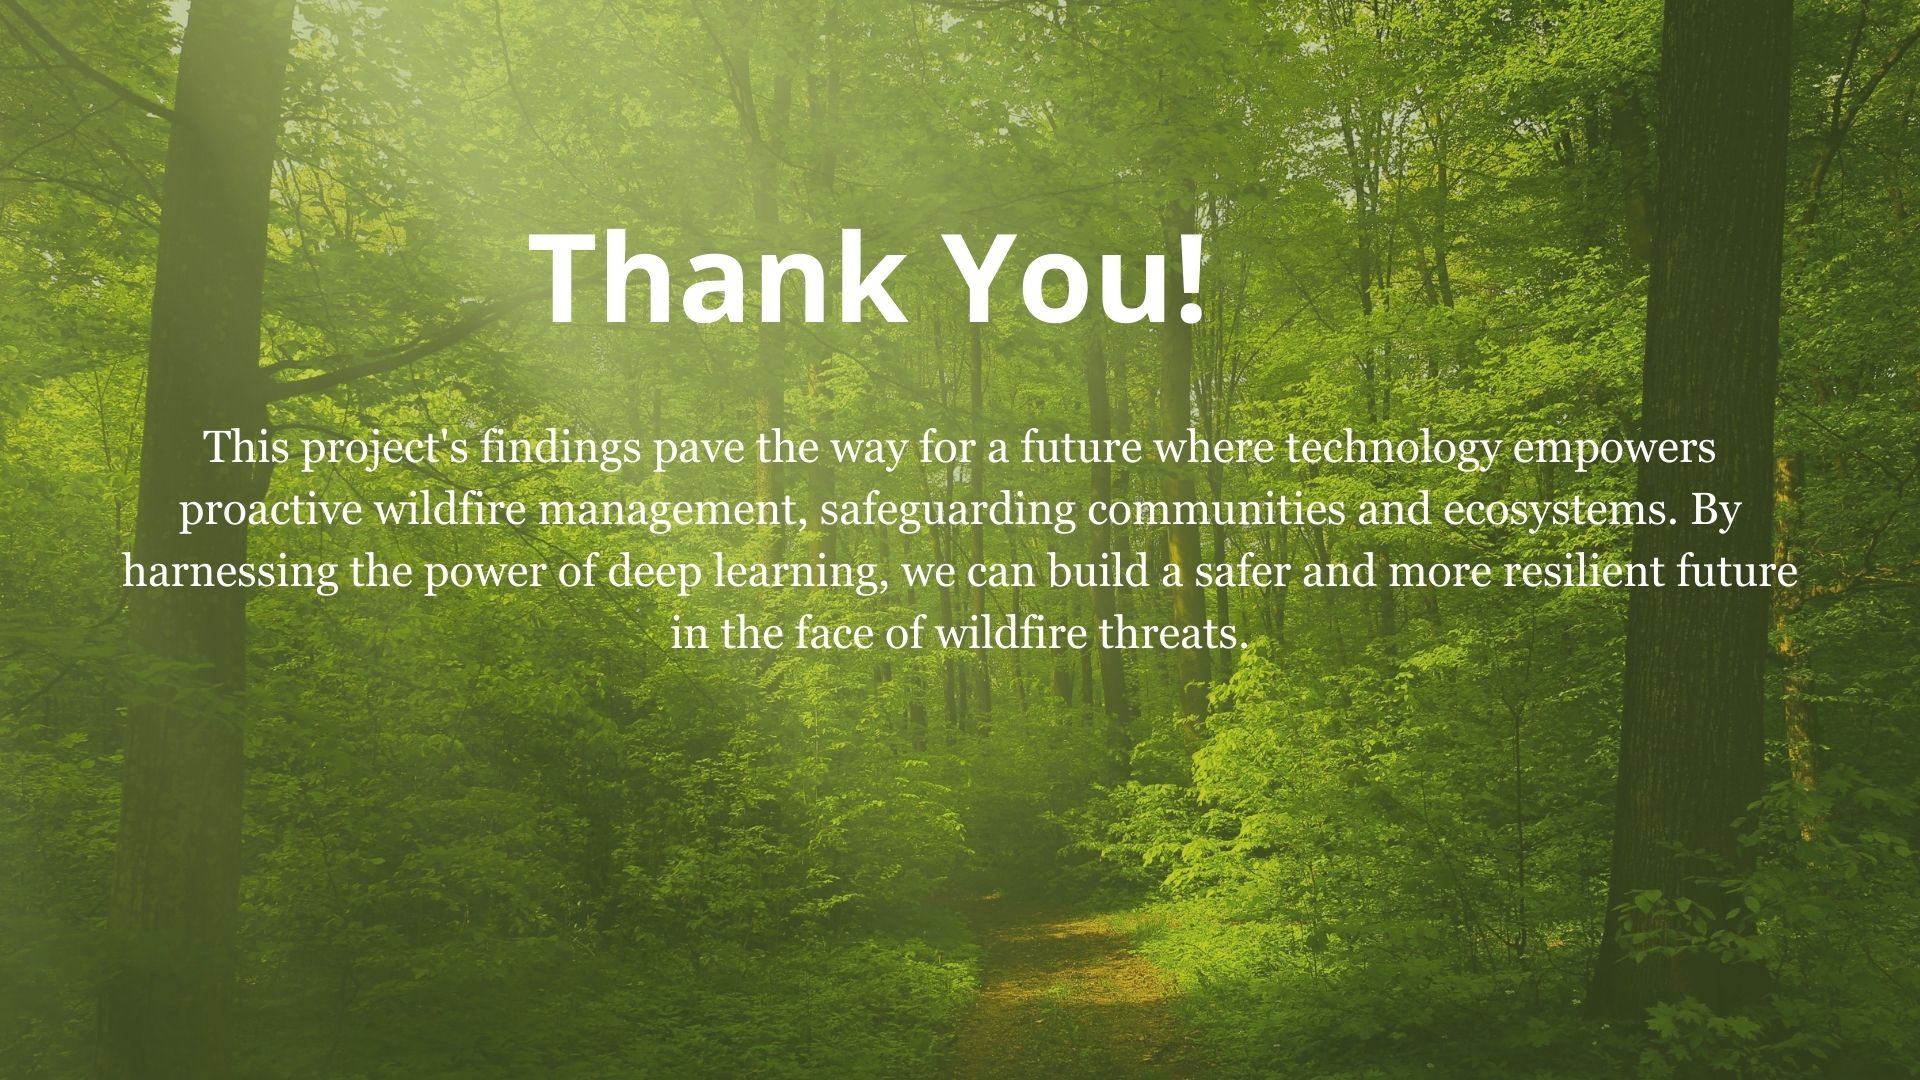 Thank You!
This project's findings pave the way for a future where technology empowers
proactive wildfire management, safeguarding communities and ecosystems. By
harnessing the power of deep learning, we can build a safer and more resilient future
in the face of wildfire threats.